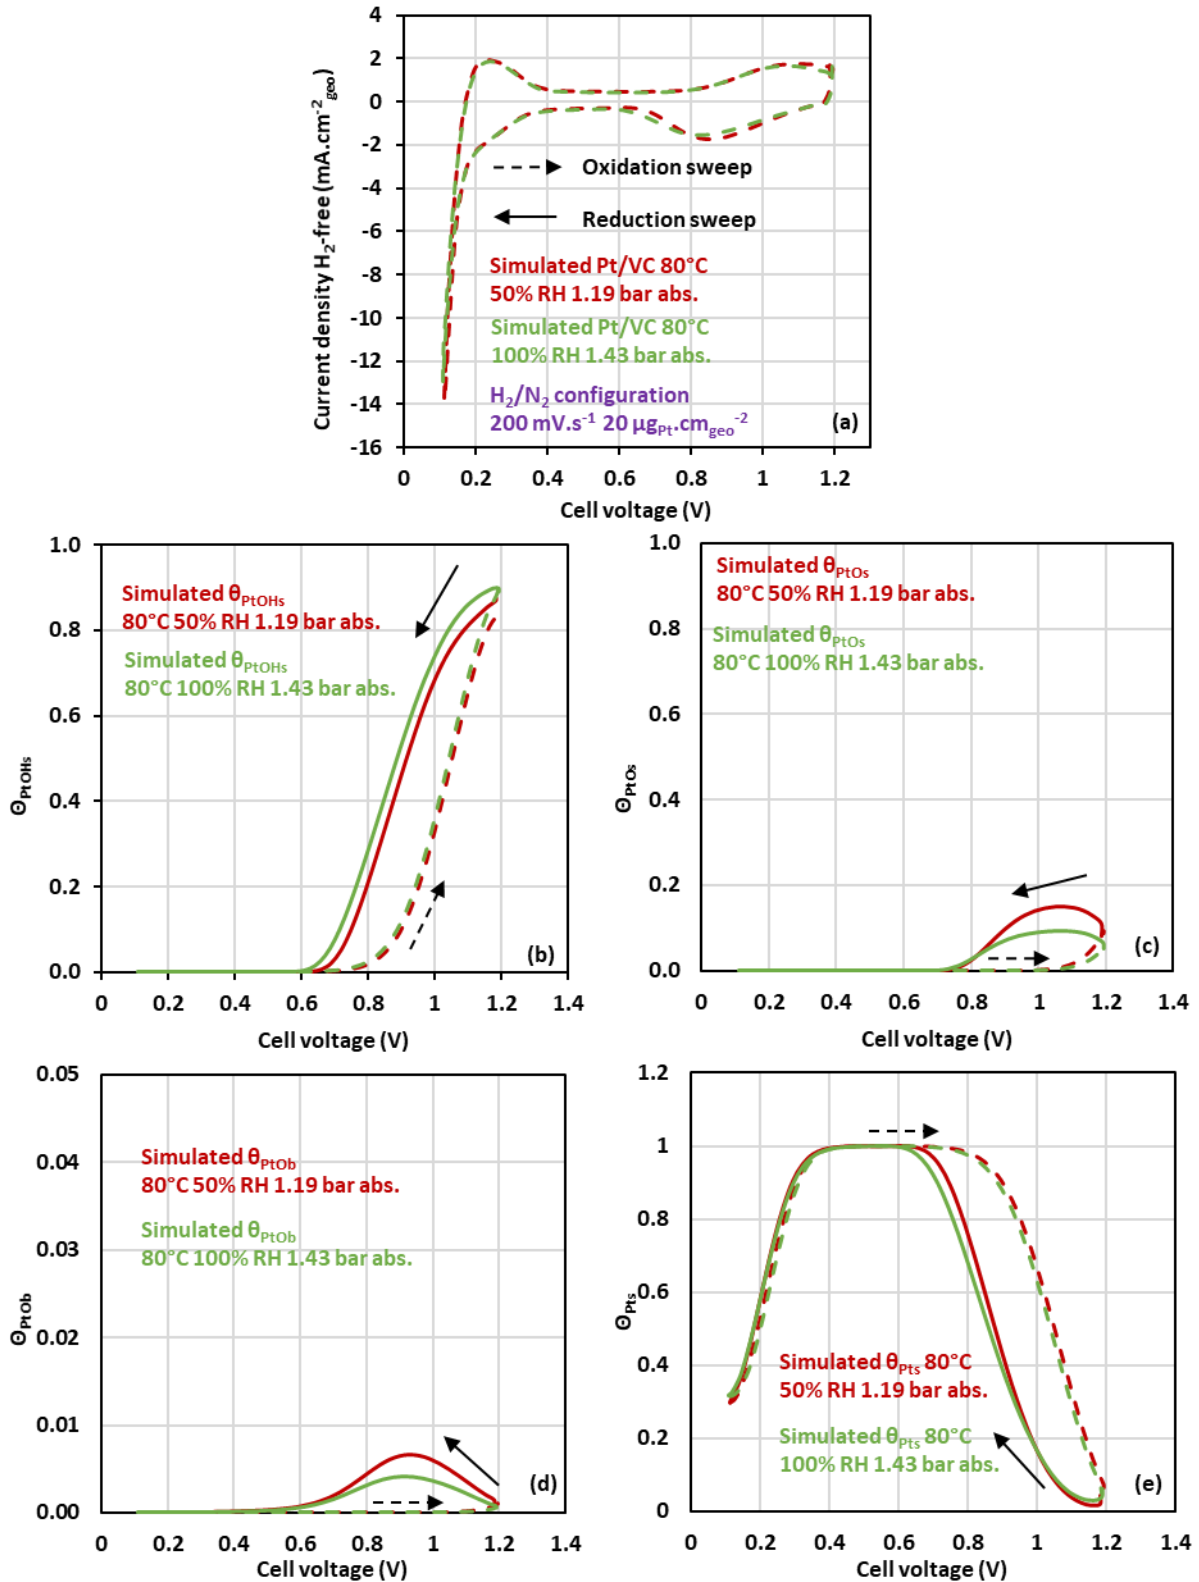 4
2
0
-2
-4
-6
-8
-10
-12
-14
-16
Current density H2-free (mA.cm-2geo)
Oxidation sweep
Reduction sweep
Simulated Pt/VC 80°C
50% RH 1.19 bar abs.
Simulated Pt/VC 80°C
100% RH 1.43 bar abs.
H2/N2 configuration
200 mV.s-1 20 µgPt.cmgeo-2
(a)
0 0.2 0.4 0.6 0.8 1 1.2
Cell voltage (V)
1.0
0.8
0.6
0.4
0.2
0.0
ΘPtOHs
Simulated θPtOHs
80°C 50% RH 1.19 bar abs.
Simulated θPtOHs
80°C 100% RH 1.43 bar abs.
(b)
0 0.2 0.4 0.6 0.8 1 1.2 1.4
Cell voltage (V)
1.0
0.8
0.6
0.4
0.2
0.0
ΘPtOs
Simulated θPtOs
80°C 50% RH 1.19 bar abs.
Simulated θPtOs
80°C 100% RH 1.43 bar abs.
(c)
0 0.2 0.4 0.6 0.8 1 1.2 1.4
Cell voltage (V)
0.05
0.04
0.03
0.02
0.01
0.00
ΘPtOb
Simulated θPtOb
80°C 50% RH 1.19 bar abs.
Simulated θPtOb
80°C 100% RH 1.43 bar abs.
(d)
0 0.2 0.4 0.6 0.8 1 1.2 1.4
Cell voltage (V)
1.2
1
0.8
0.6
0.4
0.2
0
ΘPts
Simulated θPts 80°C
50% RH 1.19 bar abs.
Simulated θPts 80°C
100% RH 1.43 bar abs.
(e)
0 0.2 0.4 0.6 0.8 1 1.2 1.4
Cell voltage (V)